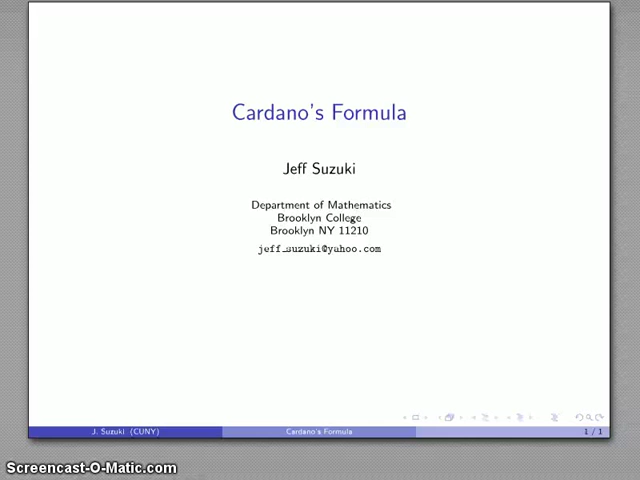 Cardano's Formula
Jeff Suzuki
Department of Mathematics
Brooklyn College
Brooklyn NY 11210
jeff_suzuki@yahoo.com
J. Suzuki (CUNY)
Cardano's Formula
1 / 1
Screencast-O-Matic.com